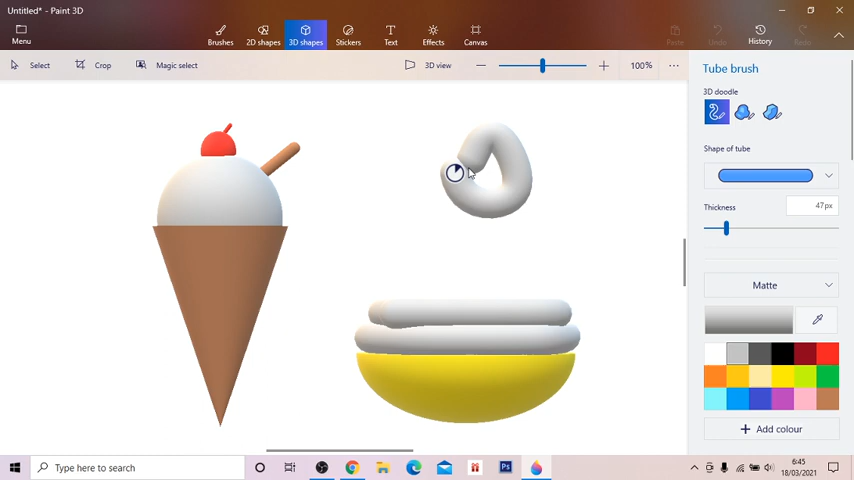 Untitled* - Paint 3D
Menu
Brushes
2D shapes
3D shapes
Stickers
Text
Effects
Canvas
Paste
Undo
History
Redo
Select
Crop
Magic select
3D view
100%
Tube brush
3D doodle
Shape of tube
Thickness
47px
Matte
Add colour
Type here to search
Ps
6:45
18/03/2021